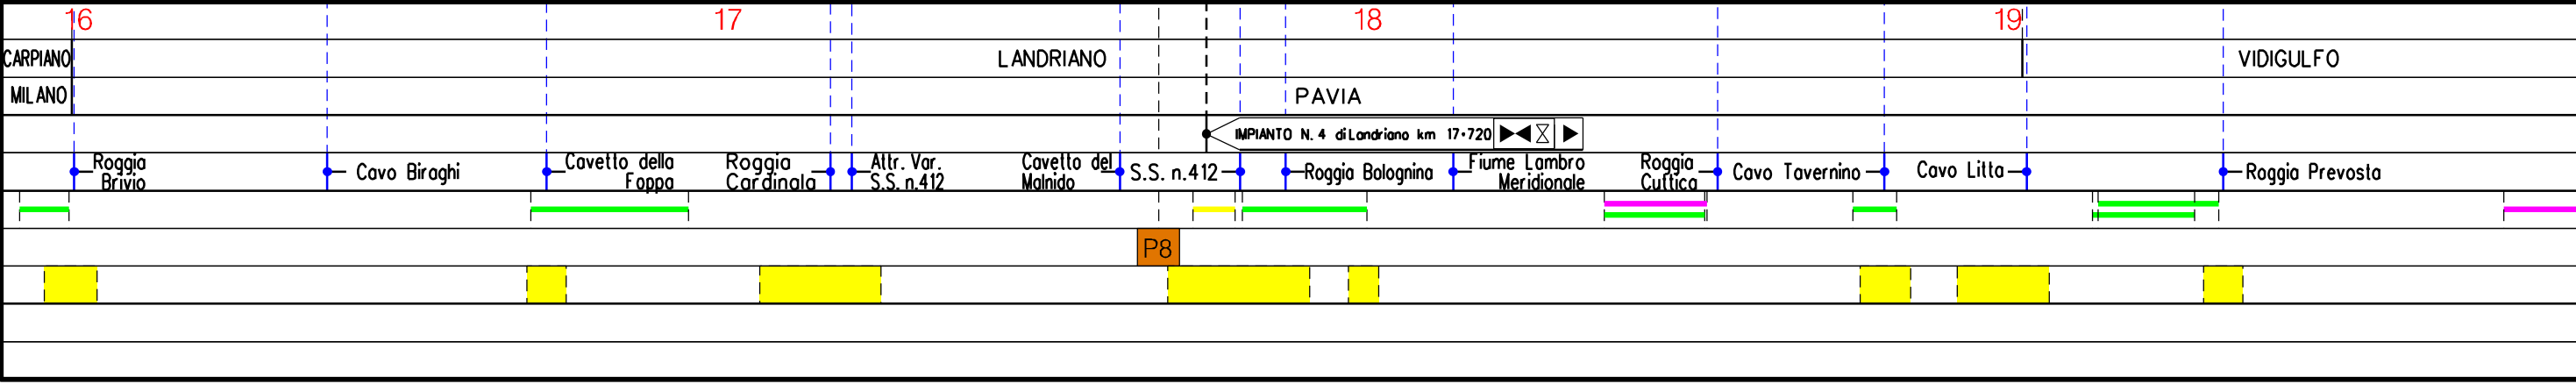 16 17 18 19
CARPIANO LANDRIANO VIDIGULFO
MILANO PAVIA
IMPIANTO N. 4 di Landriano km 17+720
Roggia
Brivio
Cavo Biraghi
Cavetto della
Foppa
Roggia
Cardinala
Attr. Var.
S.S. n.412
Cavetto del
Malnido
S.S. n.412
Roggia Bolognina
Fiume Lambro
Meridionale
Roggia
Cuttica
Cavo Tavernino
Cavo Litta
Roggia Prevosta
P8